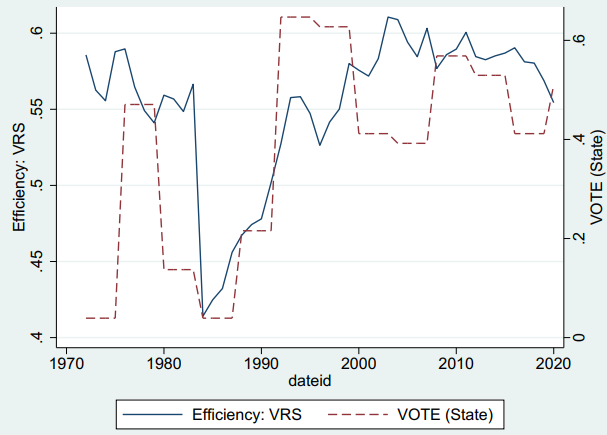 Efficiency: VRS
.6
.55
.5
.45
.4
VOTE (State)
.6
.4
.2
0
1970 1980 1990 2000 2010 2020
dateid
Efficiency: VRS VOTE (State)